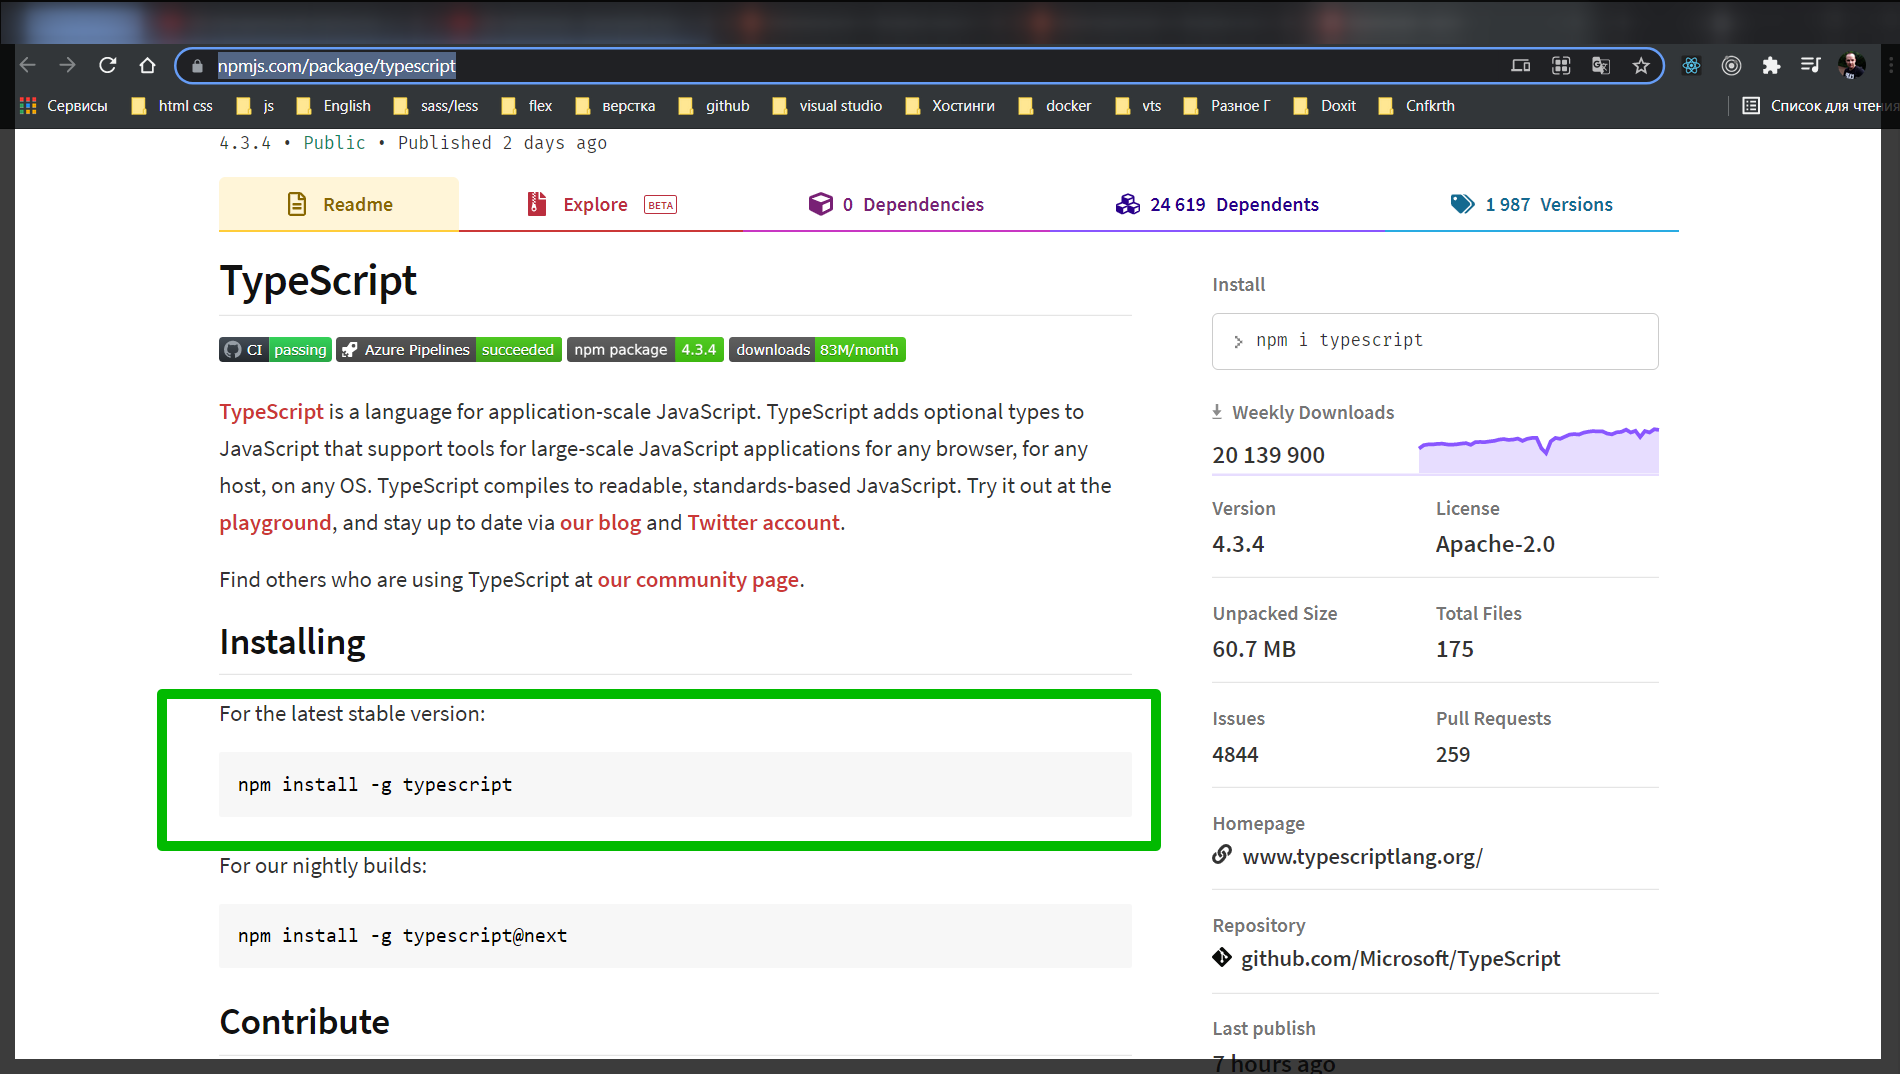 npmjs.com/package/typescript
Сервисы html css js English sass/less flex верстка github visual studio Хостинги docker vts Разное Г Doxit Cnfkrth Список для чтения
4.3.4 • Public • Published 2 days ago
Readme Explore BETA 0 Dependencies 24 619 Dependents 1 987 Versions
TypeScript
CI passing Azure Pipelines succeeded npm package 4.3.4 downloads 83M/month
TypeScript is a language for application-scale JavaScript. TypeScript adds optional types to
JavaScript that support tools for large-scale JavaScript applications for any browser, for any
host, on any OS. TypeScript compiles to readable, standards-based JavaScript. Try it out at the
playground, and stay up to date via our blog and Twitter account.
Find others who are using TypeScript at our community page.
Installing
For the latest stable version:
npm install -g typescript
For our nightly builds:
npm install -g typescript@next
Contribute
Install
> npm i typescript
Weekly Downloads
20 139 900
Version License
4.3.4 Apache-2.0
Unpacked Size Total Files
60.7 MB 175
Issues Pull Requests
4844 259
Homepage
www.typescriptlang.org/
Repository
github.com/Microsoft/TypeScript
Last publish
7 hours ago